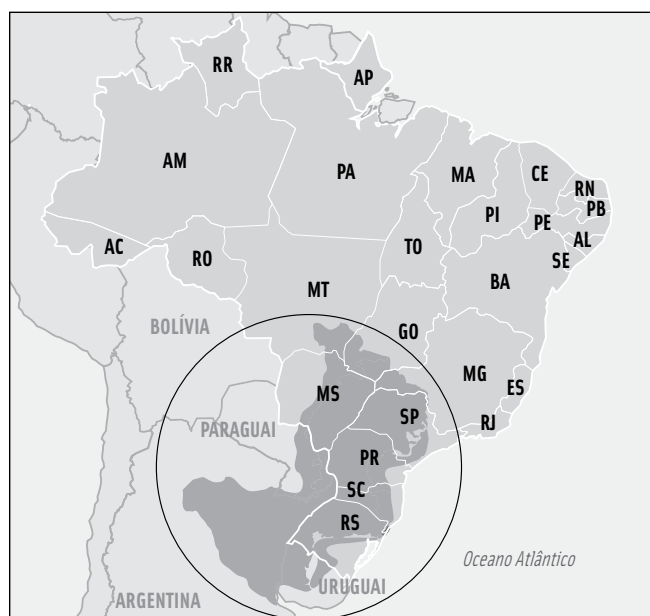 RR
AP
AM
PA
MA
CE
RN
PB
PI
PE
AL
AC
RO
TO
SE
BA
MT
BOLÍVIA
GO
MG
ES
MS
SP
RJ
PARAGUAI
PR
SC
RS
Oceano Atlântico
URUGUAI
ARGENTINA